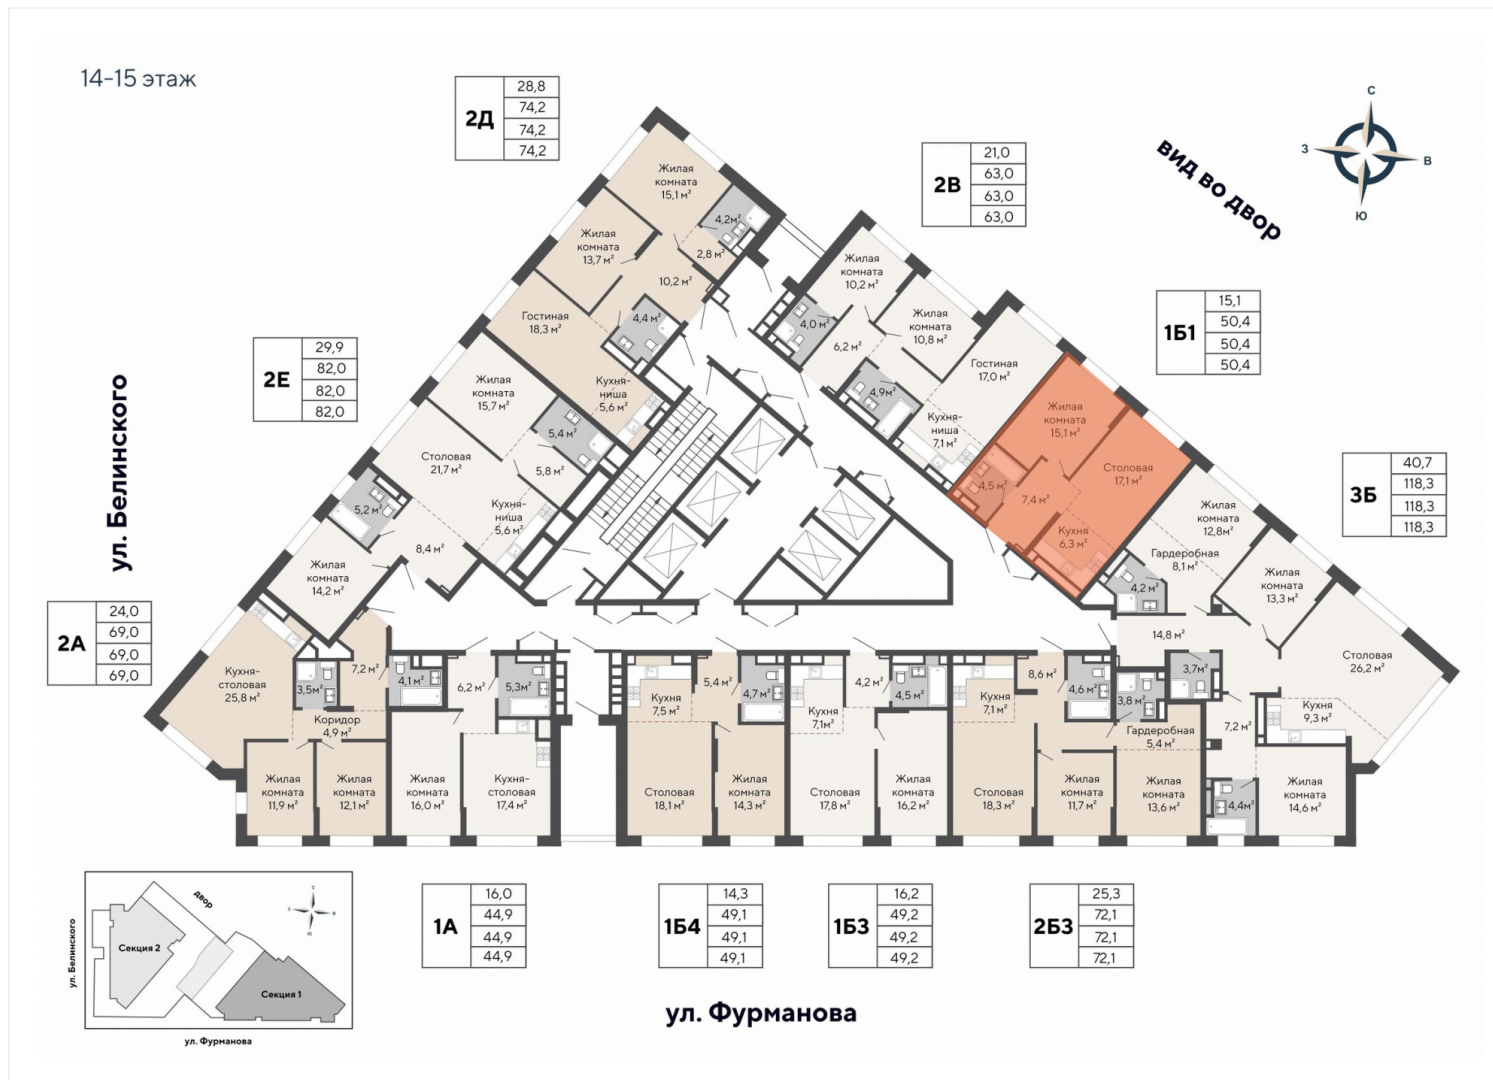 14-15 этаж
2Д
28,8
74,2
74,2
74,2
2В
21,0
63,0
63,0
63,0
С
З
В
Ю
вид во двор
1Б1
15,1
50,4
50,4
50,4
2Е
29,9
82,0
82,0
82,0
3Б
40,7
118,3
118,3
118,3
2А
24,0
69,0
69,0
69,0
ул. Белинского
Жилая
комната
15,1 м²
4,2м²
2,8 м²
Жилая
комната
13,7 м²
10,2 м²
Гостиная
18,3 м²
4,4 м²
Кухня-
ниша
5,6 м²
Жилая
комната
15,7 м²
5,4 м²
5,8 м²
Столовая
21,7 м²
Кухня-
ниша
5,6 м²
5,2 м²
8,4 м²
Жилая
комната
14,2 м²
Жилая
комната
10,2 м²
4,0 м²
6,2 м²
Жилая
комната
10,8 м²
4,9м²
Гостиная
17,0 м²
Кухня-
ниша
7,1 м²
Жилая
комната
15,1 м²
Столовая
17,1 м²
4,5 м²
7,4 м²
Кухня
6,3 м²
Жилая
комната
12,8м²
Гардеробная
8,1 м²
4,2 м²
Жилая
комната
13,3 м²
14,8 м²
Столовая
26,2 м²
3,7м²
Кухня
9,3 м²
7,2 м²
4,4м²
Жилая
комната
14,6 м²
Кухня-
столовая
25,8 м²
3,5м²
7,2 м²
Коридор
4,9 м²
Жилая
комната
11,9 м²
Жилая
комната
12,1 м²
4,1 м²
6,2 м²
5,3м²
Жилая
комната
16,0 м²
Кухня-
столовая
17,4 м²
Кухня
7,5 м²
5,4 м²
4,7 м²
Столовая
18,1 м²
Жилая
комната
14,3 м²
Кухня
7,1м²
4,2 м²
4,5 м²
Столовая
17,8 м²
Жилая
комната
16,2 м²
Кухня
7,1 м²
8,6 м²
4,6 м²
3,8 м²
Гардеробная
5,4 м²
Столовая
18,3 м²
Жилая
комната
11,7 м²
Жилая
комната
13,6 м²
1А
16,0
44,9
44,9
44,9
1Б4
14,3
49,1
49,1
49,1
1Б3
16,2
49,2
49,2
49,2
2Б3
25,3
72,1
72,1
72,1
ул. Фурманова
двор
С
З
В
Ю
ул. Белинского
Секция 2
Секция 1
ул. Фурманова